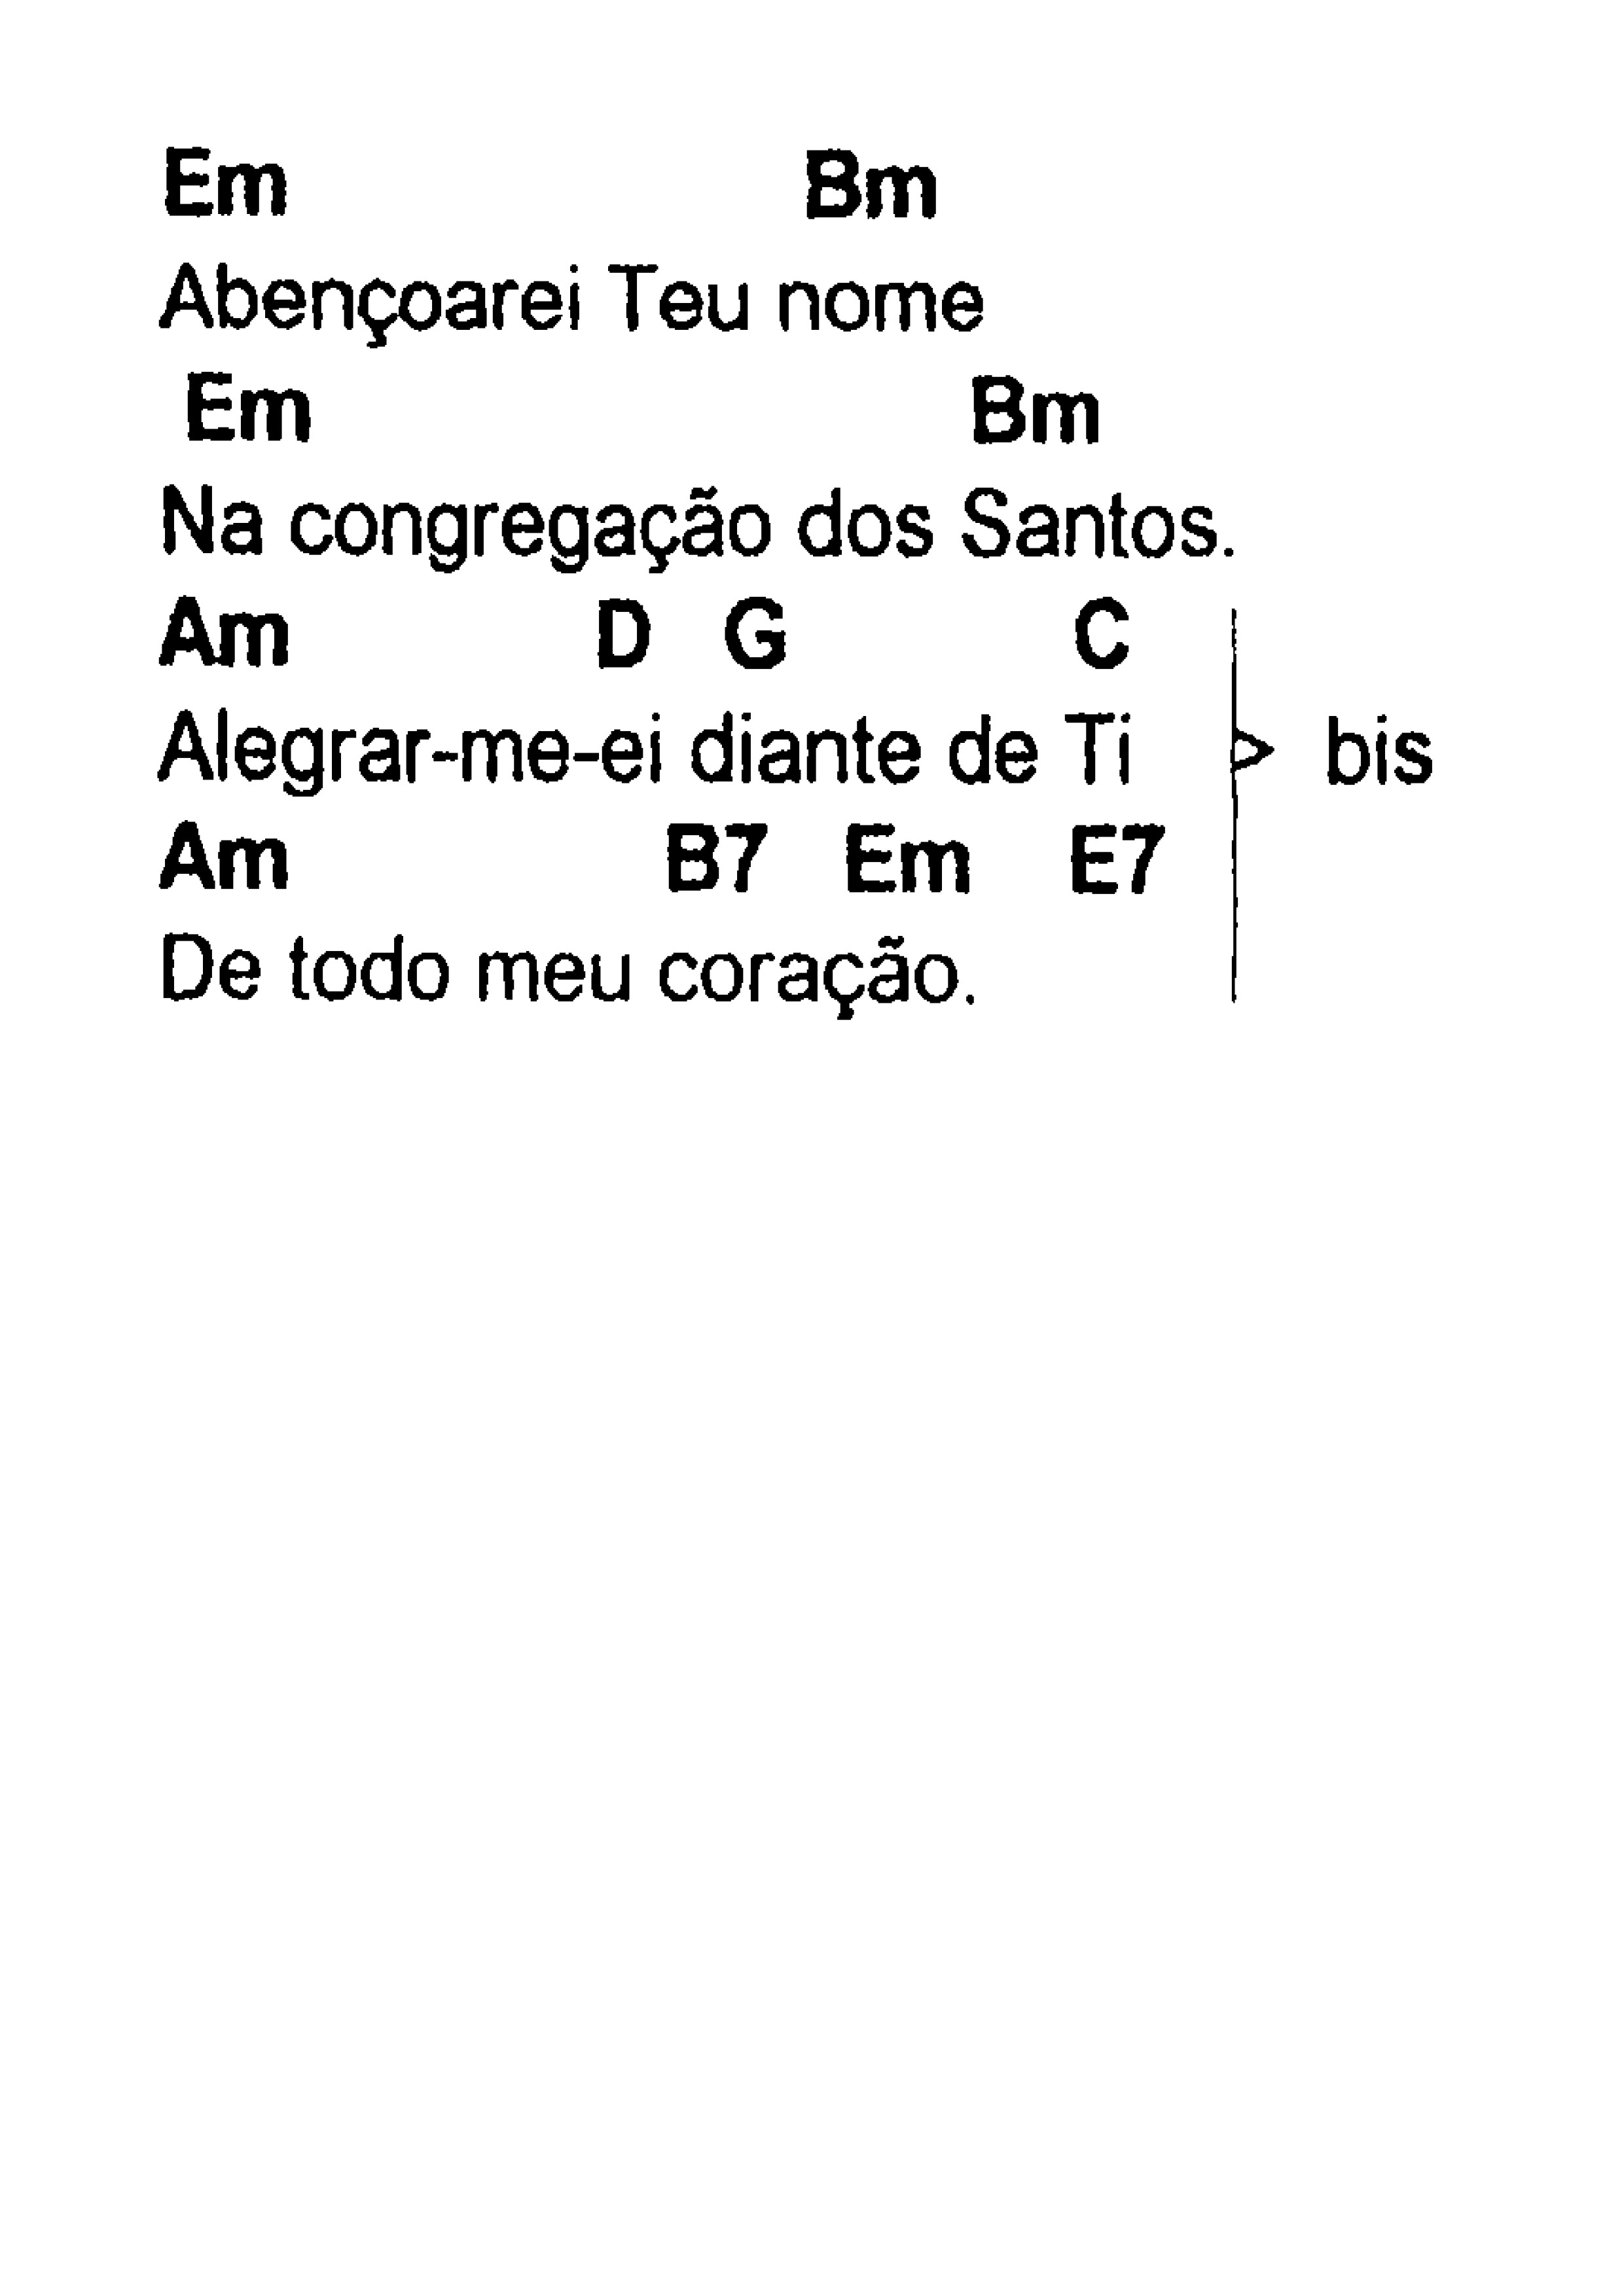 Em Bm
Abençoarei Teu nome
Em Bm
Na congregação dos Santos.
Am D G C
Alegrar-me-ei diante de Ti
bis
Am B7 Em E7
De todo meu coração.